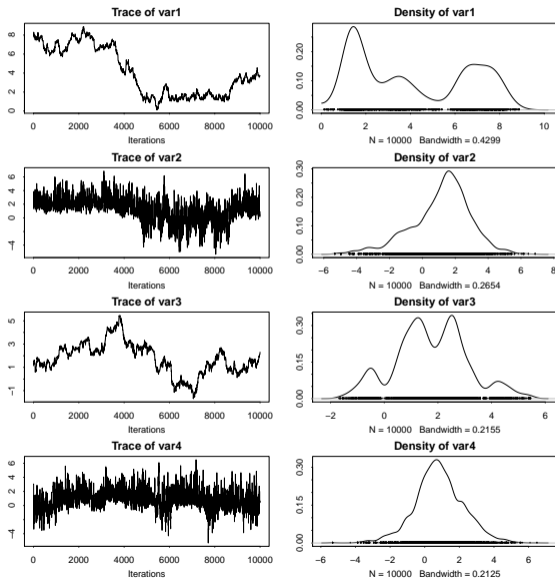 Trace of var1
8
6
4
2
0
0 2000 4000 6000 8000 10000
Iterations
Density of var1
0.20
0.10
0.00
0 2 4 6 8 10
N = 10000 Bandwidth = 0.4299
Trace of var2
6
4
2
0
−4
0 2000 4000 6000 8000 10000
Iterations
Density of var2
0.30
0.15
0.00
−6 −4 −2 0 2 4 6 8
N = 10000 Bandwidth = 0.2654
Trace of var3
5
3
1
−1
0 2000 4000 6000 8000 10000
Iterations
Density of var3
0.30
0.15
0.00
−2 0 2 4 6
N = 10000 Bandwidth = 0.2155
Trace of var4
6
4
2
0
−4
0 2000 4000 6000 8000 10000
Iterations
Density of var4
0.30
0.15
0.00
−6 −4 −2 0 2 4 6
N = 10000 Bandwidth = 0.2125